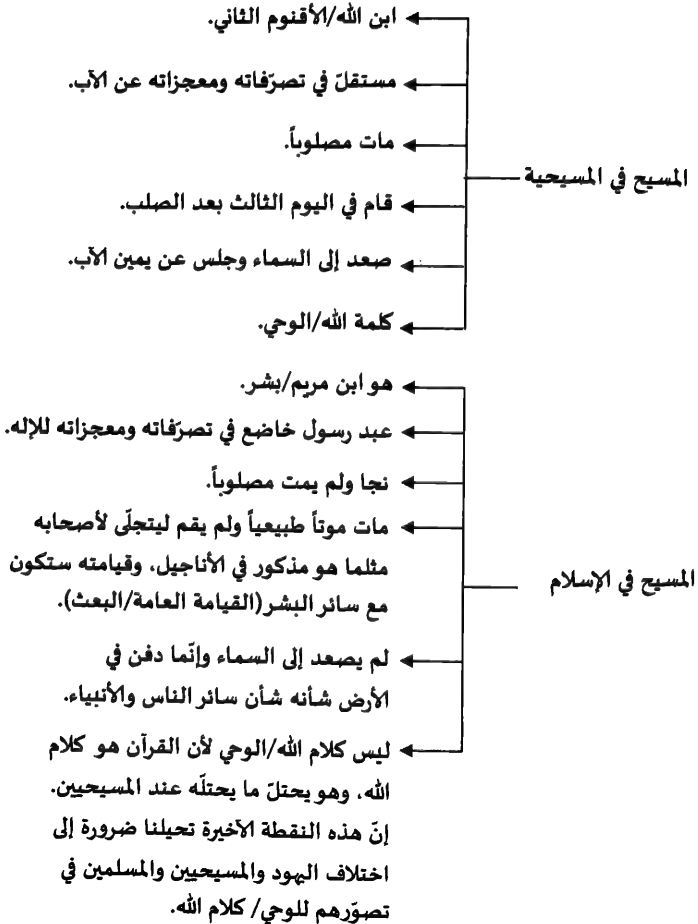 المسيح في المسيحية
ابن الله/الأقنوم الثاني.
مستقلّ في تصرّفاته ومعجزاته عن الآب.
مات مصلوباً.
قام في اليوم الثالث بعد الصلب.
صعد إلى السماء وجلس عن يمين الآب.
كلمة الله/الوحي.
المسيح في الإسلام
هو ابن مريم/بشر.
عبد رسول خاضع في تصرّفاته ومعجزاته للإله.
نجا ولم يمت مصلوباً.
مات موتاً طبيعياً ولم يقم ليتجلّى لأصحابه
مثلما هو مذكور في الأناجيل، وقيامته ستكون
مع سائر البشر (القيامة العامة/البعث).
لم يصعد إلى السماء وإنّما دفن في
الأرض شأنه شأن سائر الناس والأنبياء.
ليس كلام الله/الوحي لأن القرآن هو كلام
الله، وهو يحتلّ ما يحتلّه عند المسيحيين.
إنّ هذه النقطة الأخيرة تحيلنا ضرورة إلى
اختلاف اليهود والمسيحيين والمسلمين في
تصوّرهم للوحي/ كلام الله.